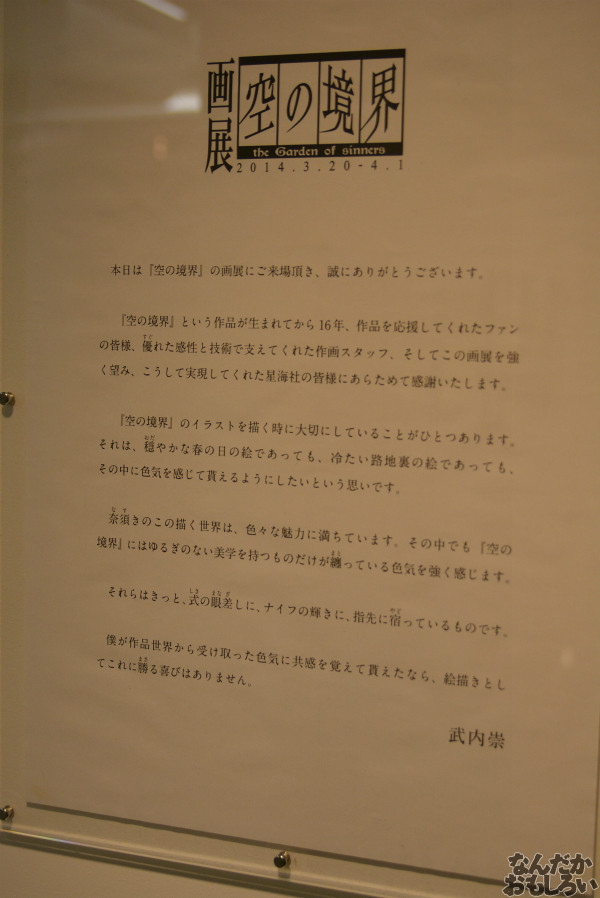 画展
空の境界
the Garden of sinners
2014.3.20-4.1
本日は『空の境界』の画展にご来場頂き、誠にありがとうございます。
『空の境界』という作品が生まれてから16年、作品を応援してくれたファン
の皆様、優れた感性と技術で支えてくれた作画スタッフ、そしてこの画展を強
く望み、こうして実現してくれた星海社の皆様にあらためて感謝いたします。
『空の境界』のイラストを描く時に大切にしていることがひとつあります。
それは、穏やかな春の日の絵であっても、冷たい路地裏の絵であっても、
その中に色気を感じて貰えるようにしたいという思いです。
奈須きのこの描く世界は、色々な魅力に満ちています。その中でも『空の
境界』にはゆるぎのない美学を持つものだけが纏っている色気を強く感じます。
それらはきっと、式の眼差しに、ナイフの輝きに、指先に宿っているものです。
僕が作品世界から受け取った色気に共感を覚えて貰えたなら、絵描きとし
てこれに勝る喜びはありません。
武内崇
なんだか
おもしろい